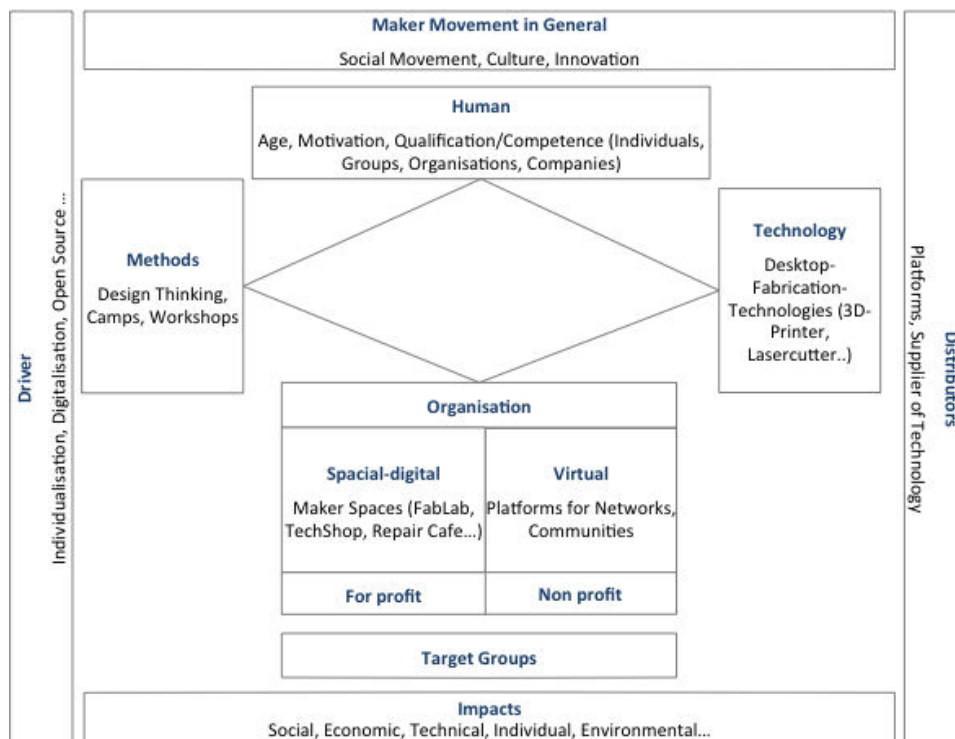 Maker Movement in General
Social Movement, Culture, Innovation
Human
Age, Motivation, Qualification/Competence (Individuals,
Groups, Organisations, Companies)
Driver
Individualisation, Digitalisation, Open Source ...
Methods
Design Thinking,
Camps, Workshops
Technology
Desktop-
Fabrication-
Technologies (3D-
Printer,
Lasercutter..)
Distributors
Platforms, Supplier of Technology
Organisation
Spacial-digital
Maker Spaces (FabLab,
TechShop, Repair Cafe...)
Virtual
Platforms for Networks,
Communities
For profit
Non profit
Target Groups
Impacts
Social, Economic, Technical, Individual, Environmental...